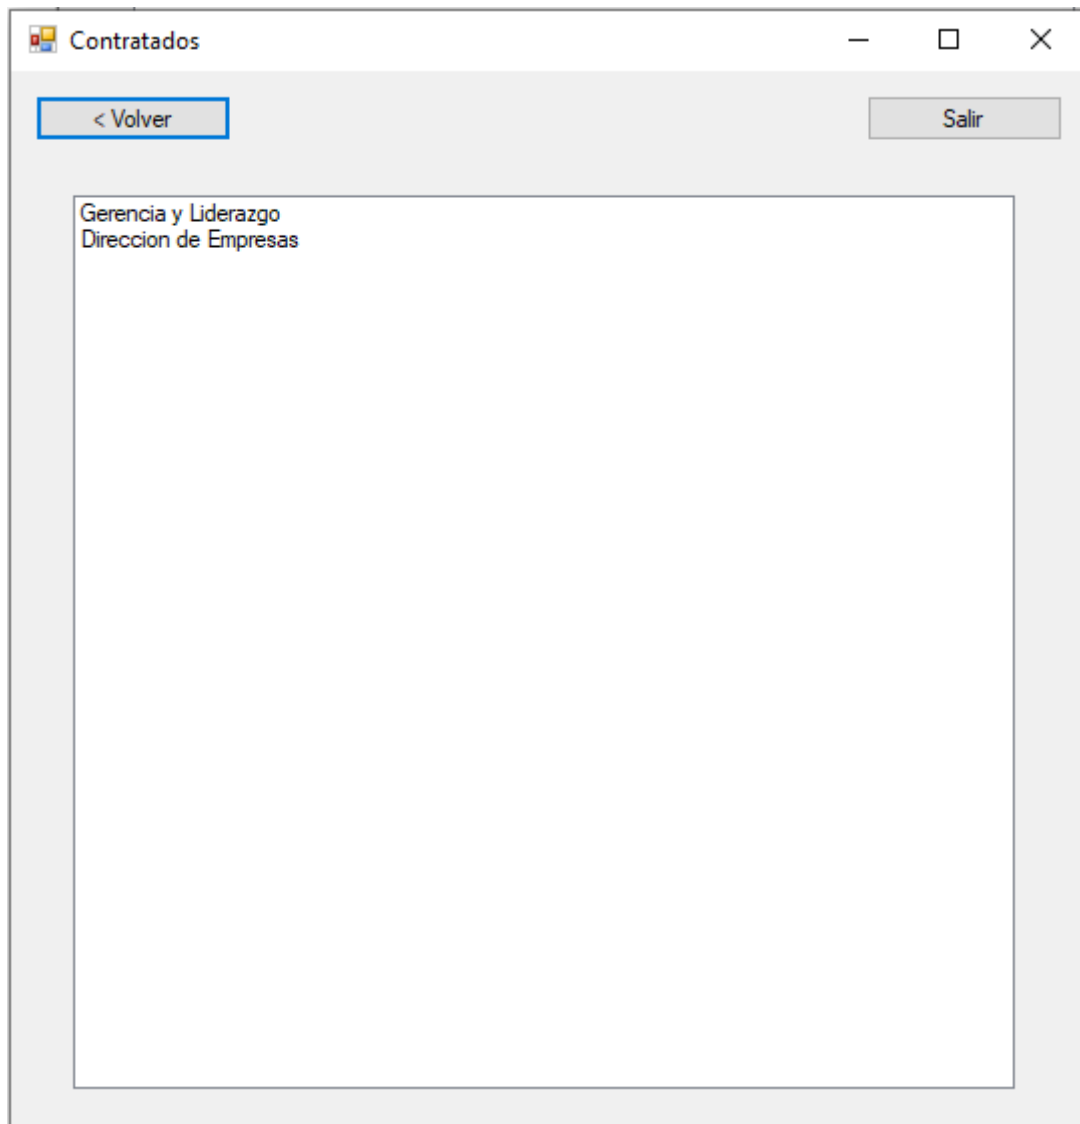 Contratados
< Volver
Salir
Gerencia y Liderazgo
Direccion de Empresas